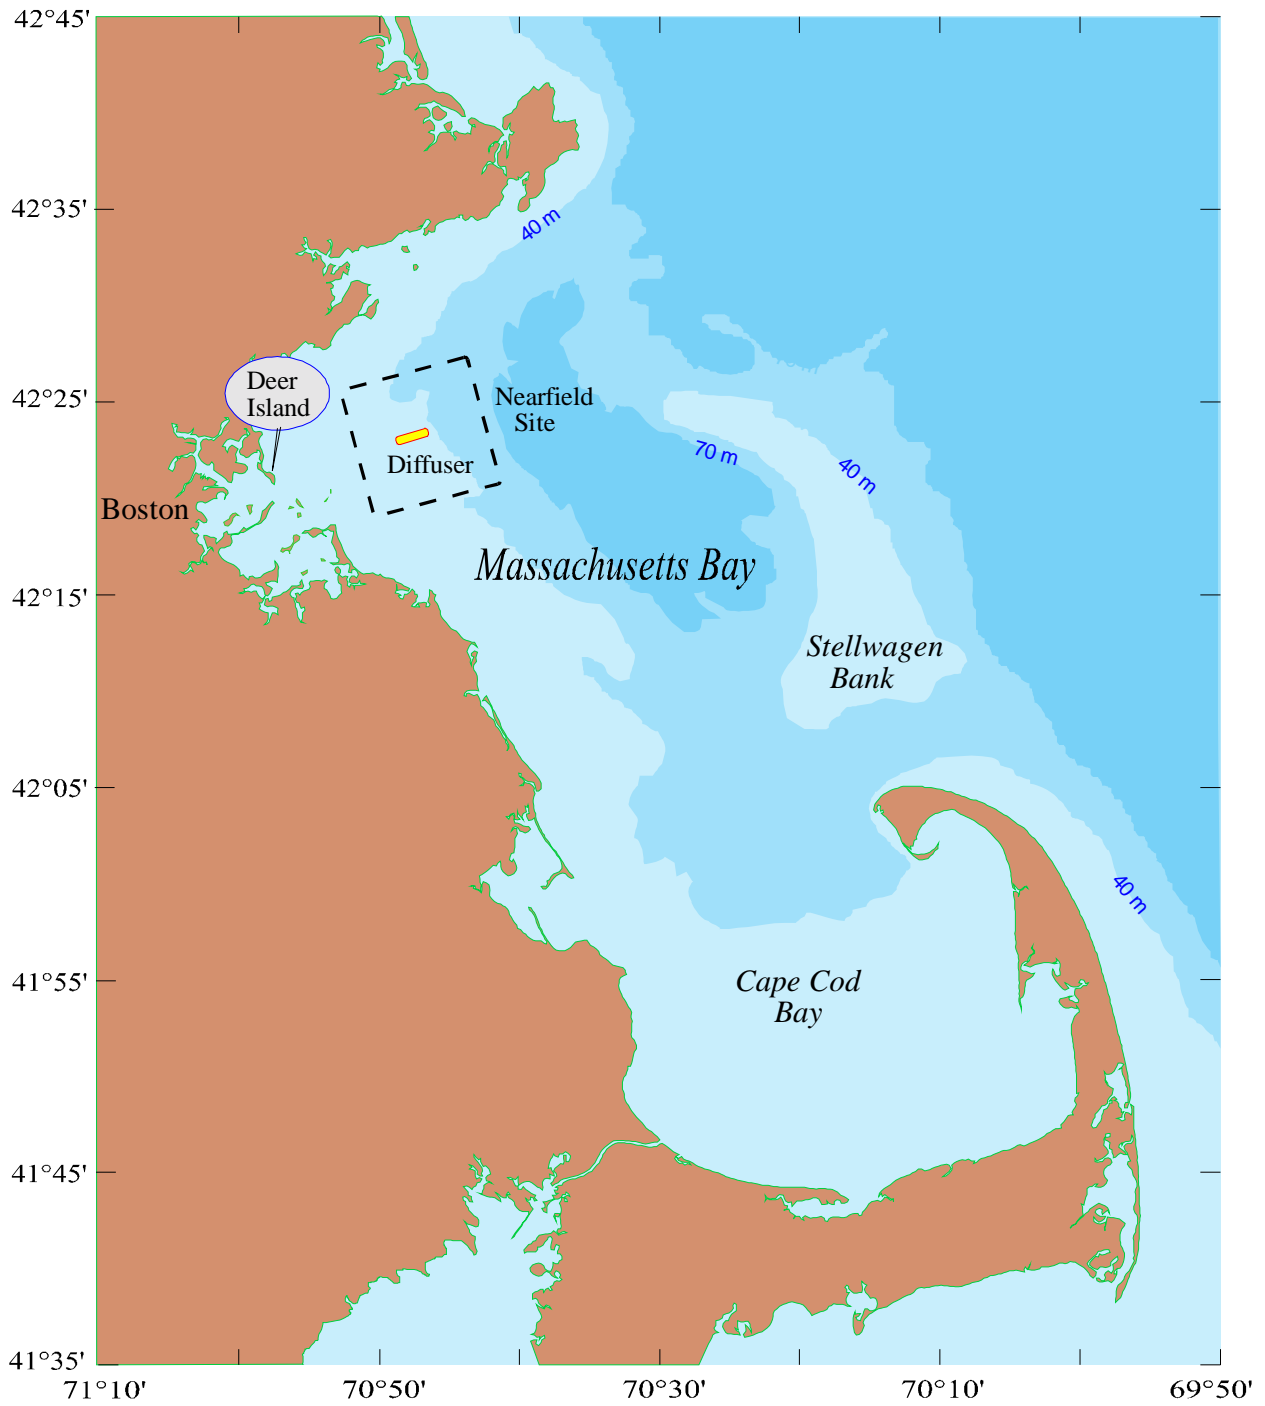 42°45'
42°35'
40 m
Deer
Island
42°25'
Nearfield
Site
70 m
40 m
Diffuser
Boston
Massachusetts Bay
42°15'
Stellwagen
Bank
42°05'
40 m
41°55'
Cape Cod
Bay
41°45'
41°35'
71°10' 70°50' 70°30' 70°10' 69°50'